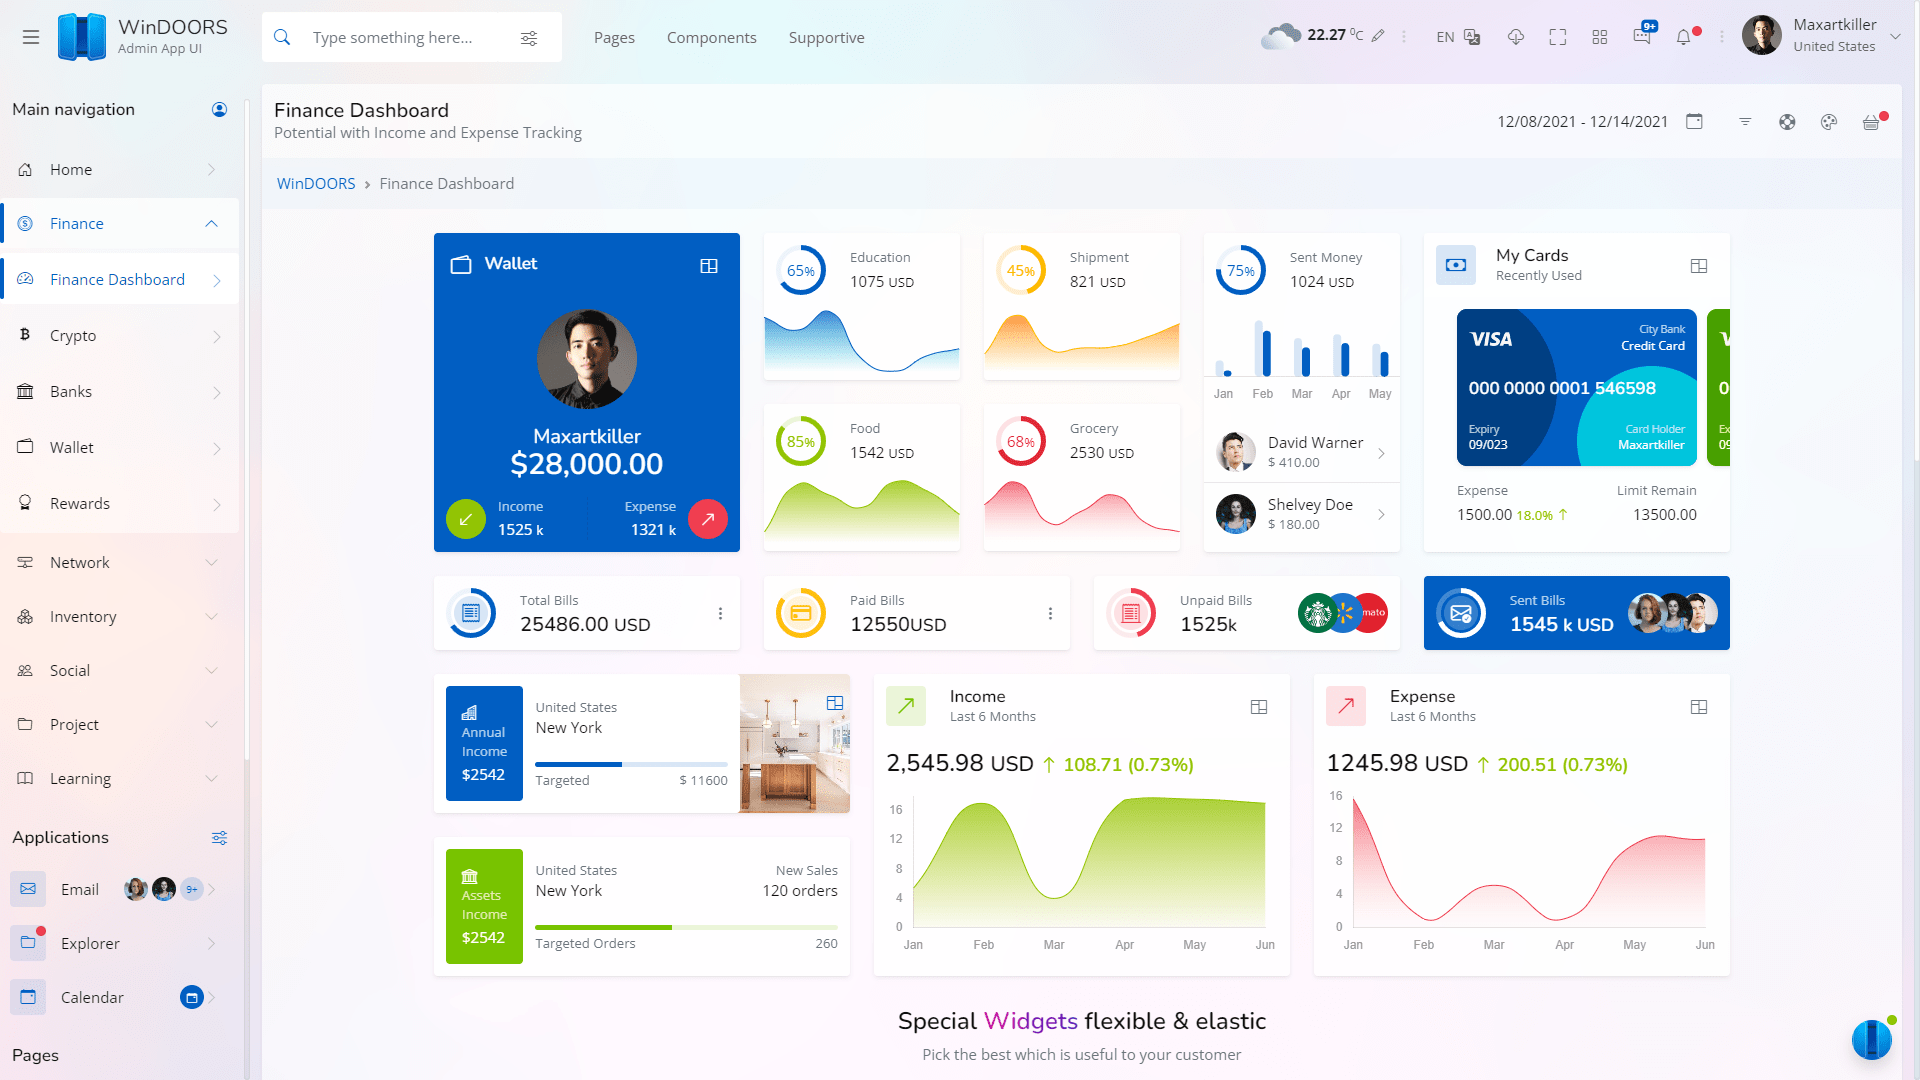 WinDOORS
Admin App UI
Type something here...
Pages
Components
Supportive
22.27 °C
EN
9+
Maxartkiller
United States
Main navigation
Home
Finance
Finance Dashboard
Crypto
Banks
Wallet
Rewards
Network
Inventory
Social
Project
Learning
Applications
Email
9+
Explorer
Calendar
Pages
Finance Dashboard
Potential with Income and Expense Tracking
12/08/2021 - 12/14/2021
WinDOORS > Finance Dashboard
Wallet
Maxartkiller
$28,000.00
Income
1525 k
Expense
1321 k
65%
Education
1075 USD
45%
Shipment
821 USD
85%
Food
1542 USD
68%
Grocery
2530 USD
75%
Sent Money
1024 USD
Jan Feb Mar Apr May
David Warner
$ 410.00
Shelvey Doe
$ 180.00
My Cards
Recently Used
VISA
City Bank
Credit Card
000 0000 0001 546598
Expiry
09/023
Card Holder
Maxartkiller
V
0
Ex
09
Expense
1500.00 18.0%
Limit Remain
13500.00
Total Bills
25486.00 USD
Paid Bills
12550USD
Unpaid Bills
1525k
mato
Sent Bills
1545 k USD
Annual
Income
$2542
United States
New York
Targeted
$ 11600
Assets
Income
$2542
United States
New York
New Sales
120 orders
Targeted Orders
260
Income
Last 6 Months
2,545.98 USD 108.71 (0.73%)
16
12
8
4
0
Jan Feb Mar Apr May Jun
Expense
Last 6 Months
1245.98 USD 200.51 (0.73%)
16
12
8
4
0
Jan Feb Mar Apr May Jun
Special Widgets flexible & elastic
Pick the best which is useful to your customer